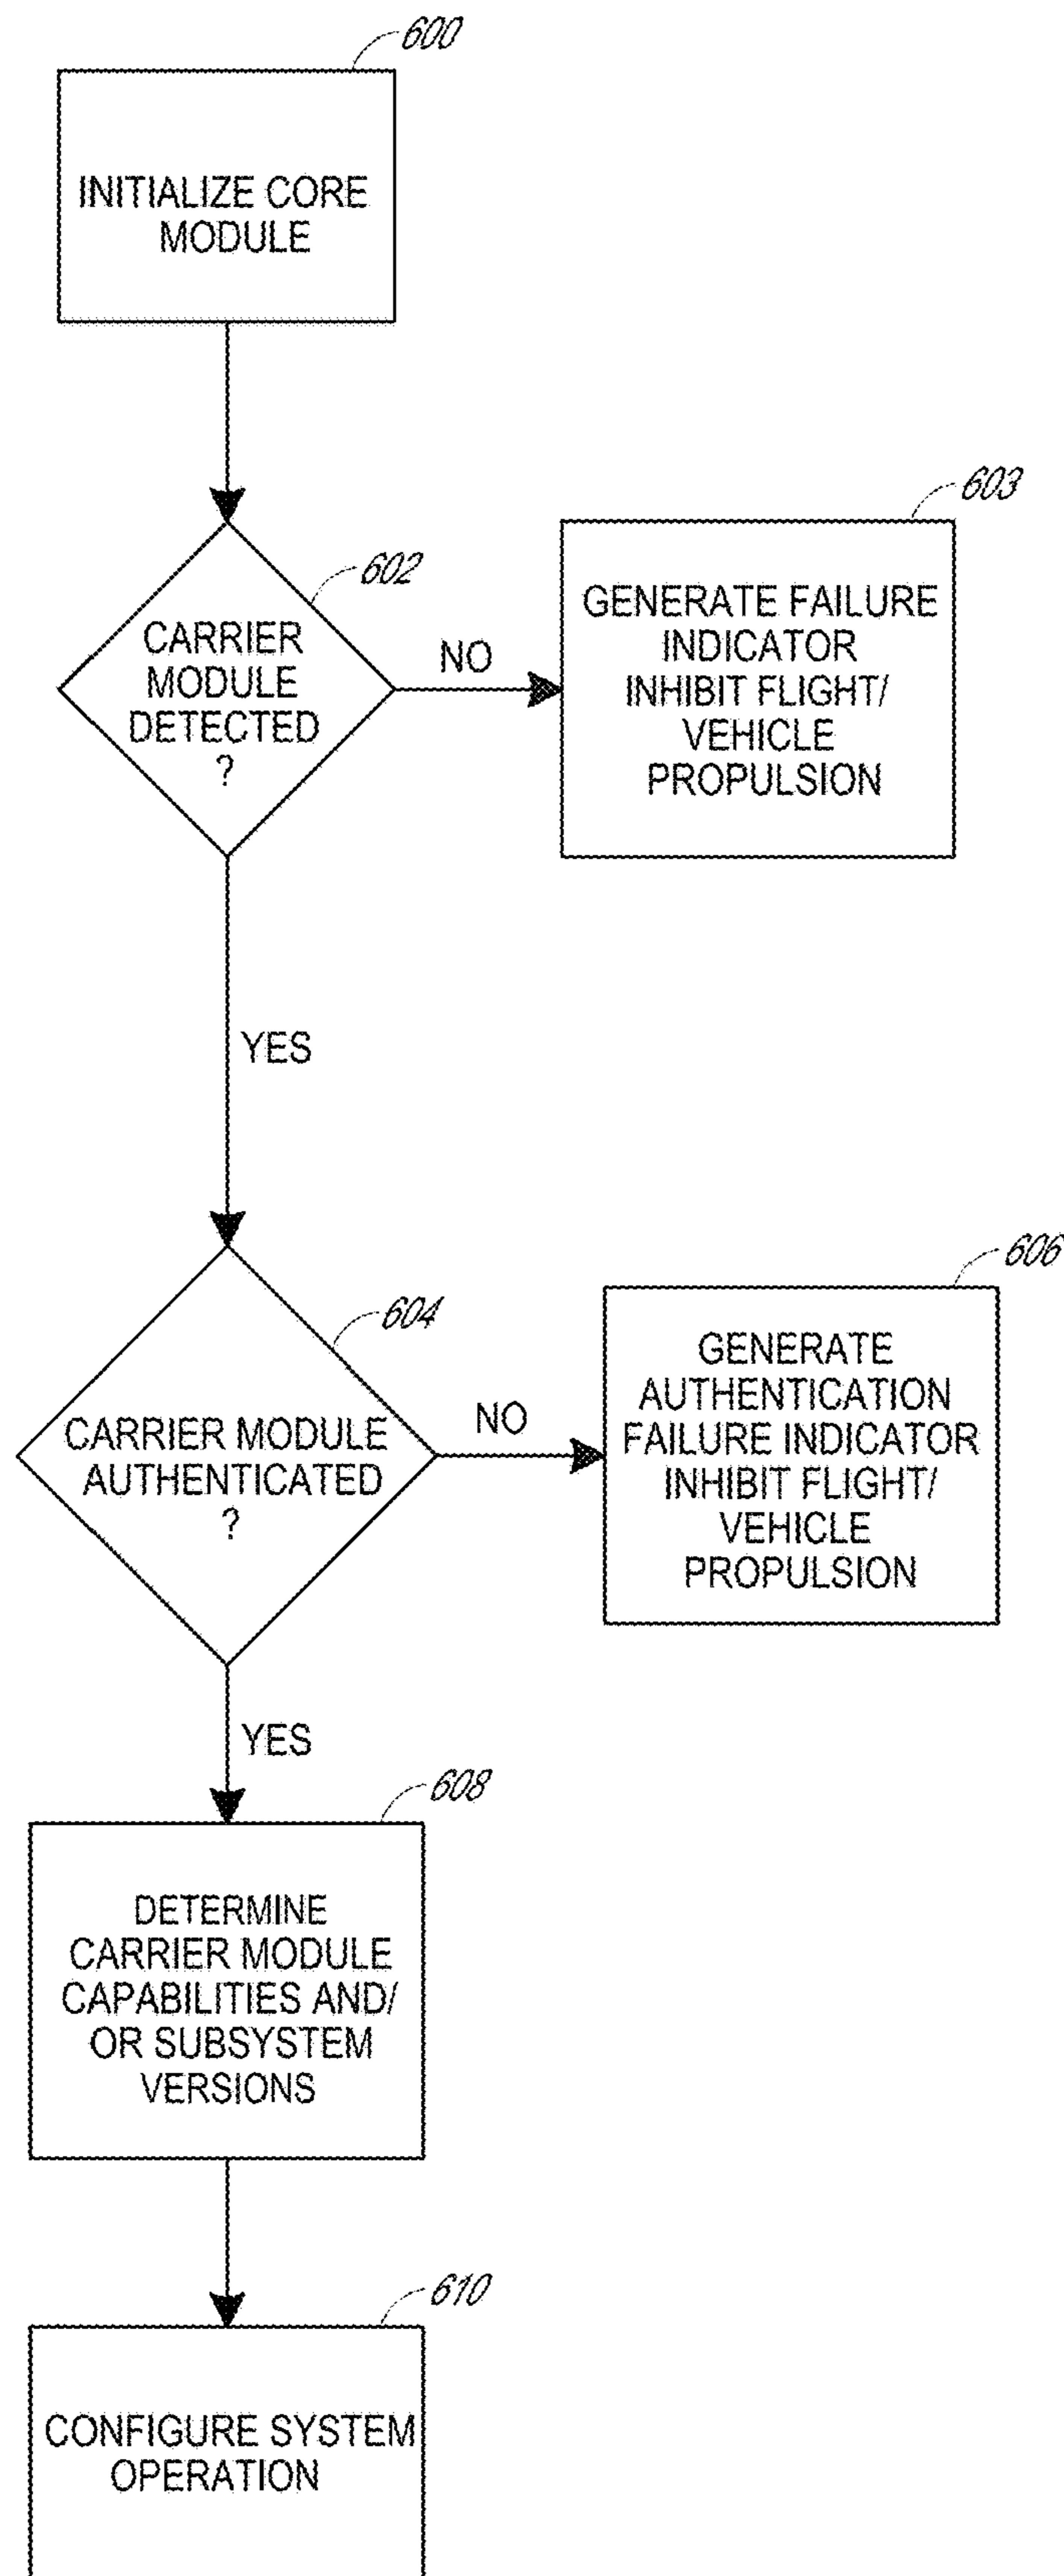 600
INITIALIZE CORE
MODULE
602
CARRIER
MODULE
DETECTED
?
NO
603
GENERATE FAILURE
INDICATOR
INHIBIT FLIGHT/
VEHICLE
PROPULSION
YES
604
CARRIER MODULE
AUTHENTICATED
?
NO
606
GENERATE
AUTHENTICATION
FAILURE INDICATOR
INHIBIT FLIGHT/
VEHICLE
PROPULSION
YES
608
DETERMINE
CARRIER MODULE
CAPABILITIES AND/
OR SUBSYSTEM
VERSIONS
610
CONFIGURE SYSTEM
OPERATION